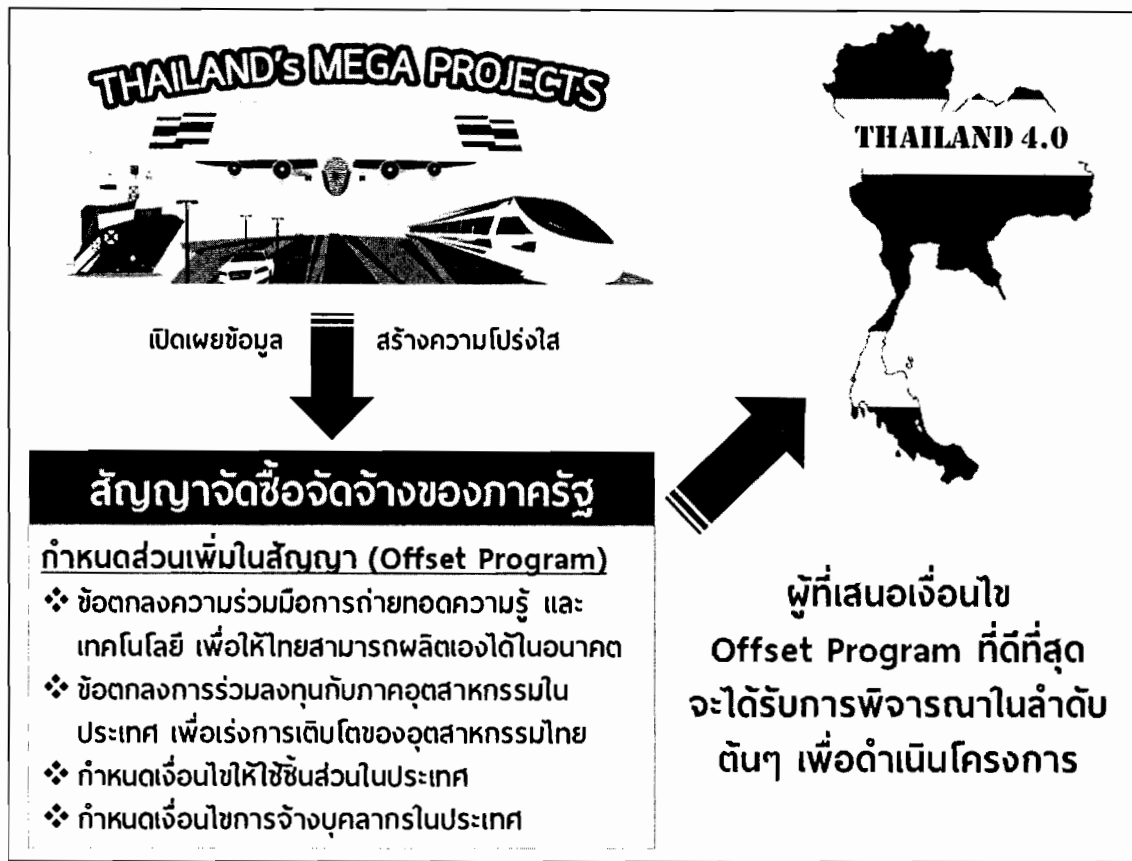 THAILAND's MEGA PROJECTS
THAILAND 4.0
เปิดเผยข้อมูล
สร้างความโปร่งใส
สัญญาจัดซื้อจัดจ้างของภาครัฐ
กำหนดส่วนเพิ่มในสัญญา (Offset Program)
❖ ข้อตกลงความร่วมมือการถ่ายทอดความรู้ และ
เทคโนโลยี เพื่อให้ไทยสามารถผลิตเองได้ในอนาคต
❖ ข้อตกลงการร่วมลงทุนกับภาคอุตสาหกรรมใน
ประเทศ เพื่อเร่งการเติบโตของอุตสาหกรรมไทย
❖ กำหนดเงื่อนไขให้ใช้ชิ้นส่วนในประเทศ
❖ กำหนดเงื่อนไขการจ้างบุคลากรในประเทศ
ผู้ที่เสนอเงื่อนไข
Offset Program ที่ดีที่สุด
จะได้รับการพิจารณาในลำดับ
ต้นๆ เพื่อดำเนินโครงการ